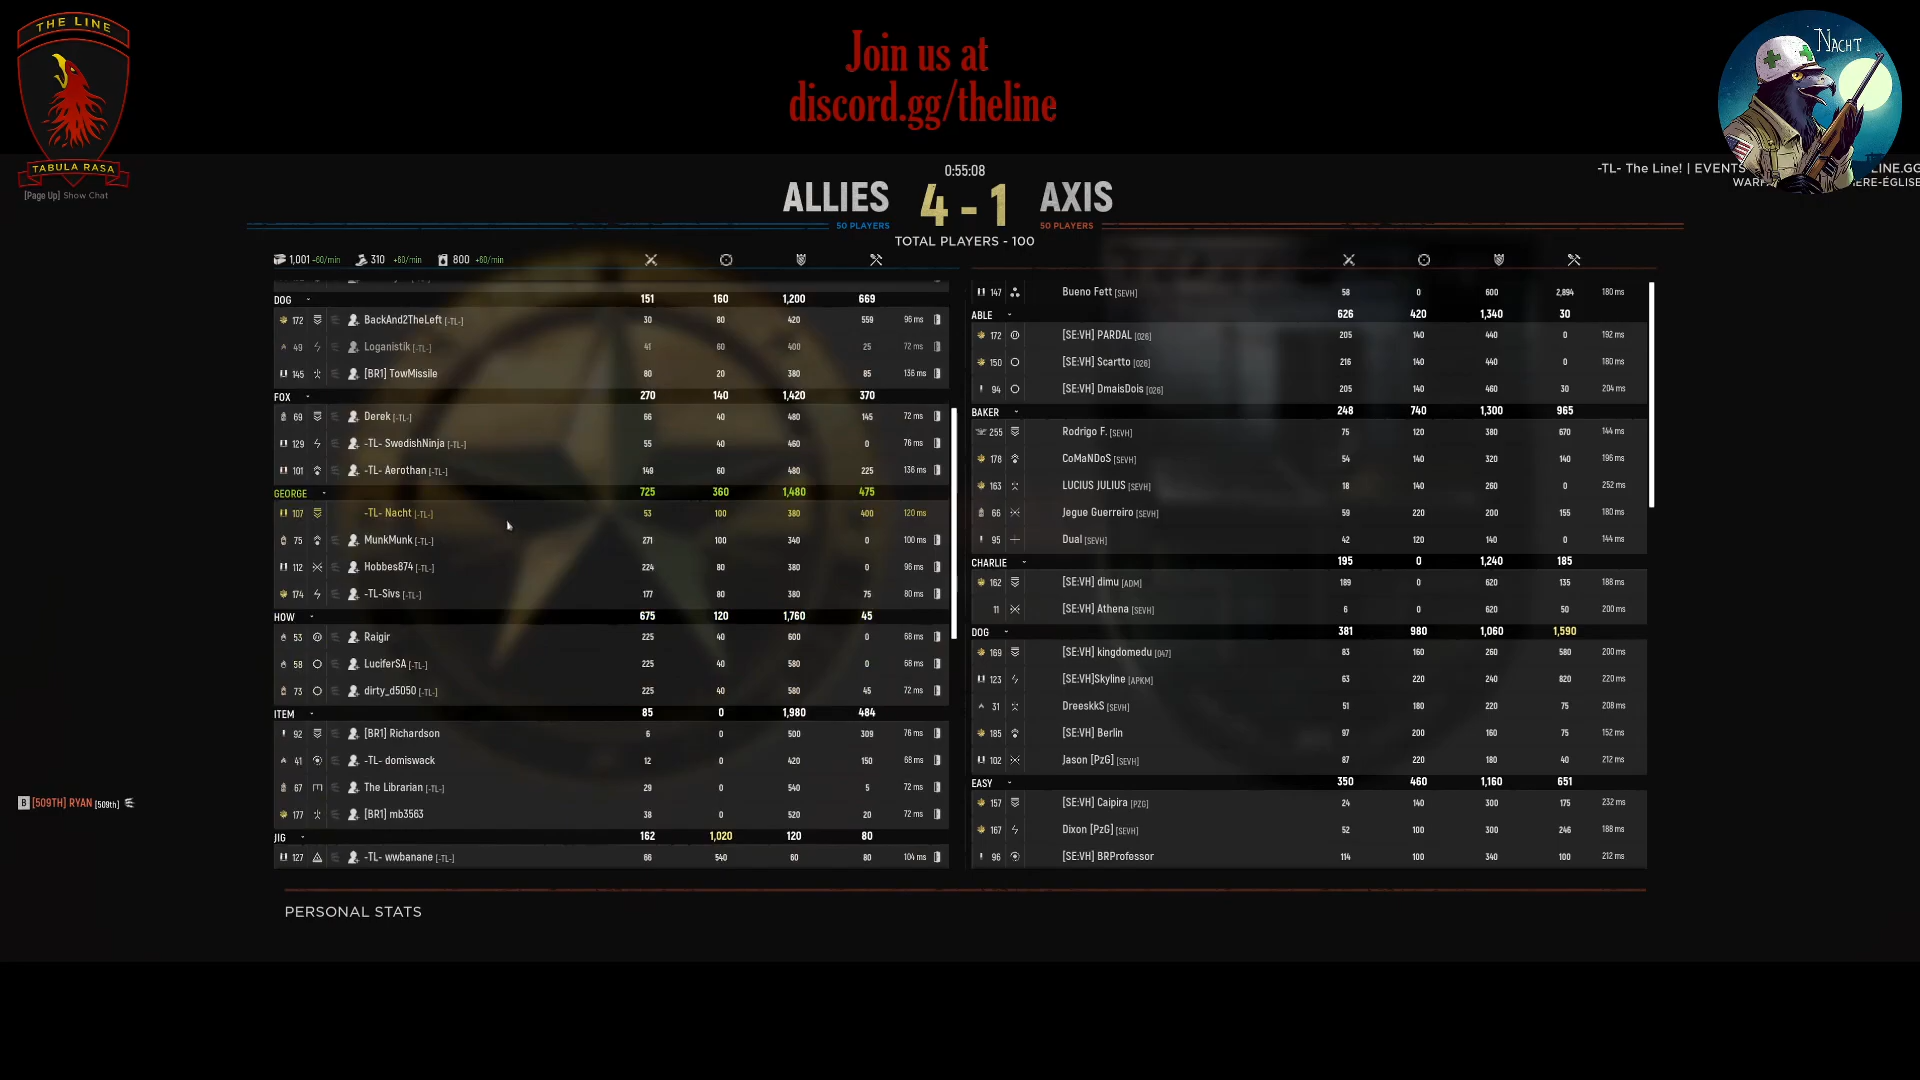 THE LINE
TABULA RASA
Join us at
discord.gg/theline
NACHT
[Page Up] Show Chat
-TL- The Line! | EVENTS
LINE.GG
0:55:08
ALLIES 4 - 1 AXIS
50 PLAYERS
50 PLAYERS
TOTAL PLAYERS - 100
1,001 +60/min 310 +60/min 800 +60/min
DOG 151 160 1,200 669
172 BackAnd2TheLeft [-TL-] 30 80 420 559 96 ms
49 Loganistik [-TL-] 41 60 400 25 72 ms
145 [BR1] TowMissile 80 20 380 85 136 ms
FOX 270 140 1,420 370
69 Derek [-TL-] 66 40 480 145 72 ms
129 -TL- SwedishNinja [-TL-] 55 40 460 0 76 ms
101 -TL- Aerothan [-TL-] 149 60 480 225 136 ms
GEORGE 725 360 1,480 475
107 -TL- Nacht [-TL-] 53 100 380 400 120 ms
75 MunkMunk [-TL-] 271 100 340 0 100 ms
112 Hobbes874 [-TL-] 224 80 380 0 96 ms
174 -TL-Sivs [-TL-] 177 80 380 75 80 ms
HOW 675 120 1,760 45
53 Raigir 225 40 600 0 68 ms
58 LuciferSA [-TL-] 225 40 580 0 68 ms
73 dirty_d5050 [-TL-] 225 40 580 45 72 ms
ITEM 85 0 1,980 484
92 [BR1] Richardson 6 0 500 309 76 ms
41 -TL- domiswack 12 0 420 150 68 ms
67 The Librarian [-TL-] 29 0 540 5 72 ms
177 [BR1] mb3563 38 0 520 20 72 ms
JIG 162 1,020 120 80
127 -TL- wwbanane [-TL-] 66 540 60 80 104 ms
147 Bueno Fett [SEVH] 58 0 600 2,894 180 ms
ABLE 626 420 1,340 30
172 [SE:VH] PARDAL [026] 205 140 440 0 192 ms
150 [SE:VH] Scartto [026] 216 140 440 0 180 ms
94 [SE:VH] DmaisDois [026] 205 140 460 30 204 ms
BAKER 248 740 1,300 965
255 Rodrigo F. [SEVH] 75 120 380 670 144 ms
178 CoMaNDoS [SEVH] 54 140 320 140 196 ms
163 LUCIUS JULIUS [SEVH] 18 140 260 0 252 ms
66 Jegue Guerreiro [SEVH] 59 220 200 155 180 ms
95 Dual [SEVH] 42 120 140 0 144 ms
CHARLIE 195 0 1,240 185
162 [SE:VH] dimu [ADM] 189 0 620 135 188 ms
11 [SE:VH] Athena [SEVH] 6 0 620 50 200 ms
DOG 381 980 1,060 1,590
169 [SE:VH] kingdomedu [047] 83 160 260 580 200 ms
123 [SE:VH]Skyline [APKM] 63 220 240 820 220 ms
31 DreeskkS [SEVH] 51 180 220 75 208 ms
185 [SE:VH] Berlin 97 200 160 75 152 ms
102 Jason [PzG] [SEVH] 87 220 180 40 212 ms
EASY 350 460 1,160 651
157 [SE:VH] Caipira [PZG] 24 140 300 175 232 ms
167 Dixon [PzG] [SEVH] 52 100 300 246 188 ms
96 [SE:VH] BRProfessor 114 100 340 100 212 ms
B [509TH] RYAN [509th]
PERSONAL STATS